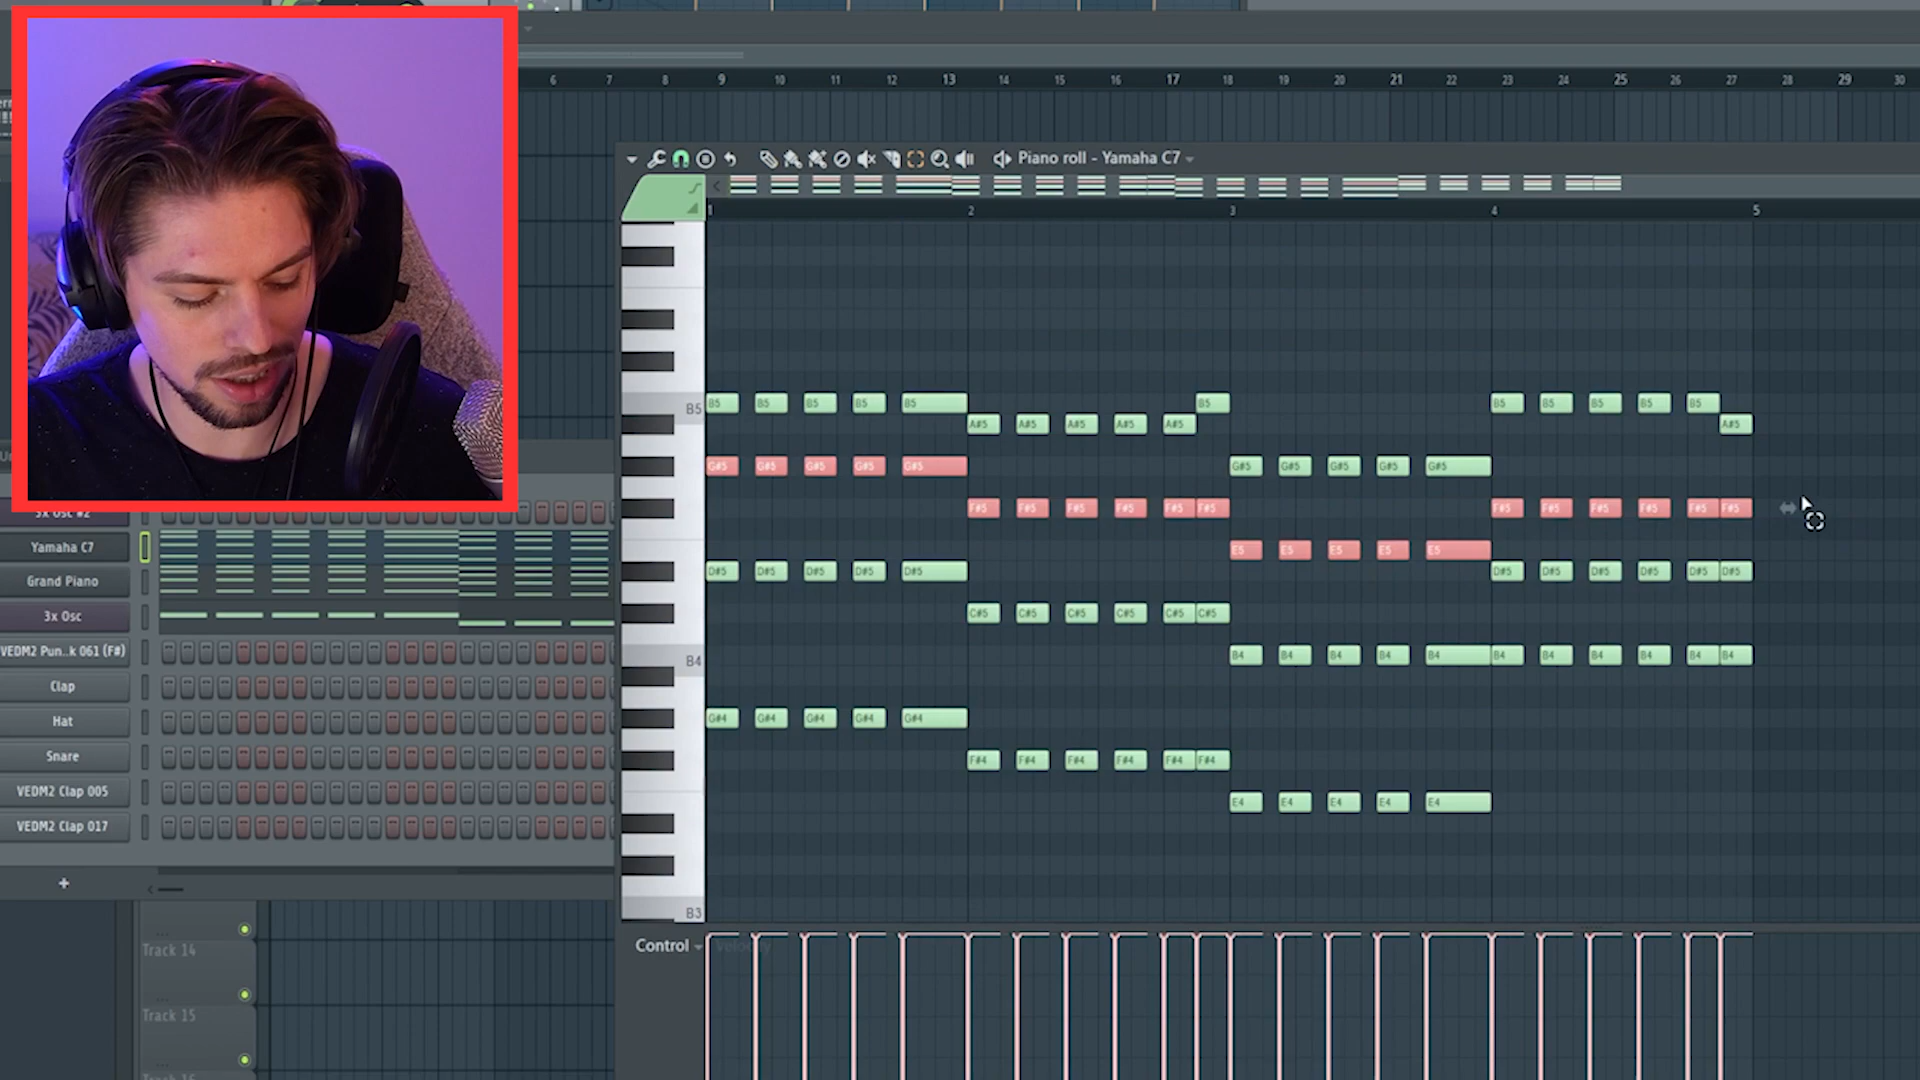 6 7 8 9 10 11 12 13 14 15 16 17 18 19 20 21 22 23 24 25 26 27 28 29 30
Piano roll - Yamaha C7
1 2 3 4 5
B5 B5 B5 B5 B5 B5 B5 B5 B5 B5 B5 B5
A#5 A#5 A#5 A#5 A#5 A#5
G#5 G#5 G#5 G#5 G#5 G#5 G#5 G#5 G#5 G#5
F#5 F#5 F#5 F#5 F#5 F#5 F#5 F#5 F#5 F#5 F#5 F#5
3x Osc #2
Yamaha C7
E5 E5 E5 E5 E5
D#5 D#5 D#5 D#5 D#5 D#5 D#5 D#5 D#5 D#5 D#5
Grand Piano
3x Osc
C#5 C#5 C#5 C#5 C#5 C#5
VEDM2 Pun..k 061 (F#)
B4 B4 B4 B4 B4 B4 B4 B4 B4 B4 B4 B4
Clap
Hat
G#4 G#4 G#4 G#4 G#4
Snare
F#4 F#4 F#4 F#4 F#4 F#4
VEDM2 Clap 005
E4 E4 E4 E4 E4
VEDM2 Clap 017
+
B3
Control Velocity
Track 14
Track 15